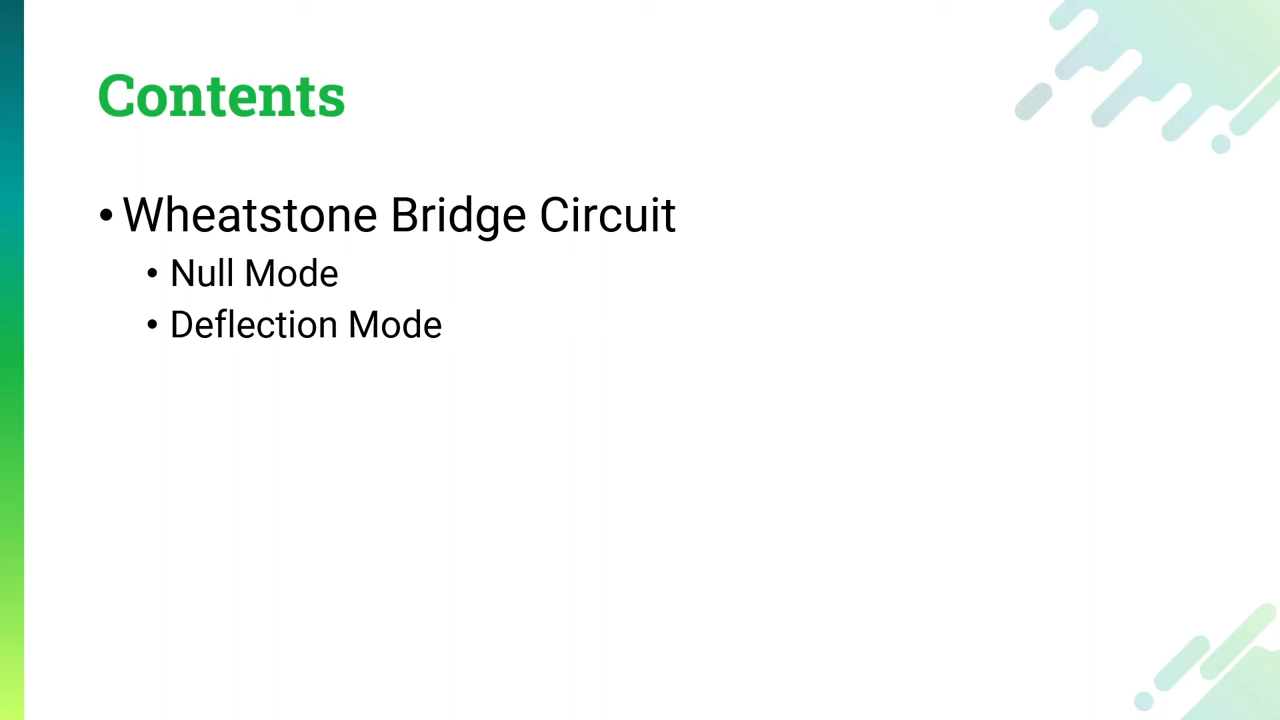 Contents
• Wheatstone Bridge Circuit
• Null Mode
• Deflection Mode